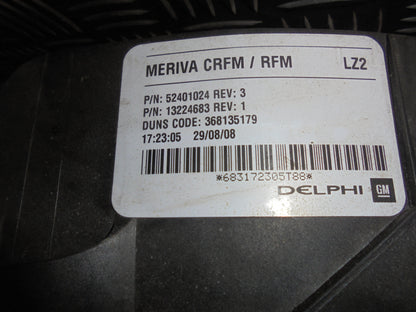 MERIVA CRFM / RFM LZ2
P/N: 52401024 REV: 3
P/N: 13224683 REV: 1
DUNS CODE: 368135179
17:23:05 29/08/08
*683172305T88*
DELPHI GM